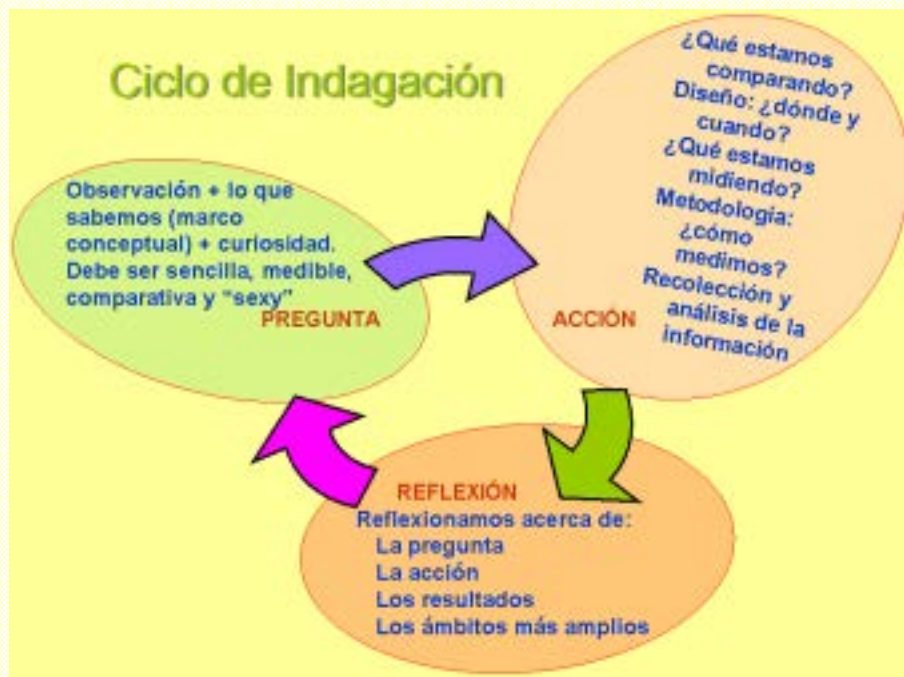 Ciclo de Indagación
Observación + lo que
sabemos (marco
conceptual) + curiosidad.
Debe ser sencilla, medible,
comparativa y “sexy”
PREGUNTA
¿Qué estamos
comparando?
Diseño: ¿dónde y
cuando?
¿Qué estamos
midiendo?
Metodología:
¿cómo
medimos?
Recolección y
análisis de la
información
ACCIÓN
REFLEXIÓN
Reflexionamos acerca de:
La pregunta
La acción
Los resultados
Los ámbitos más amplios